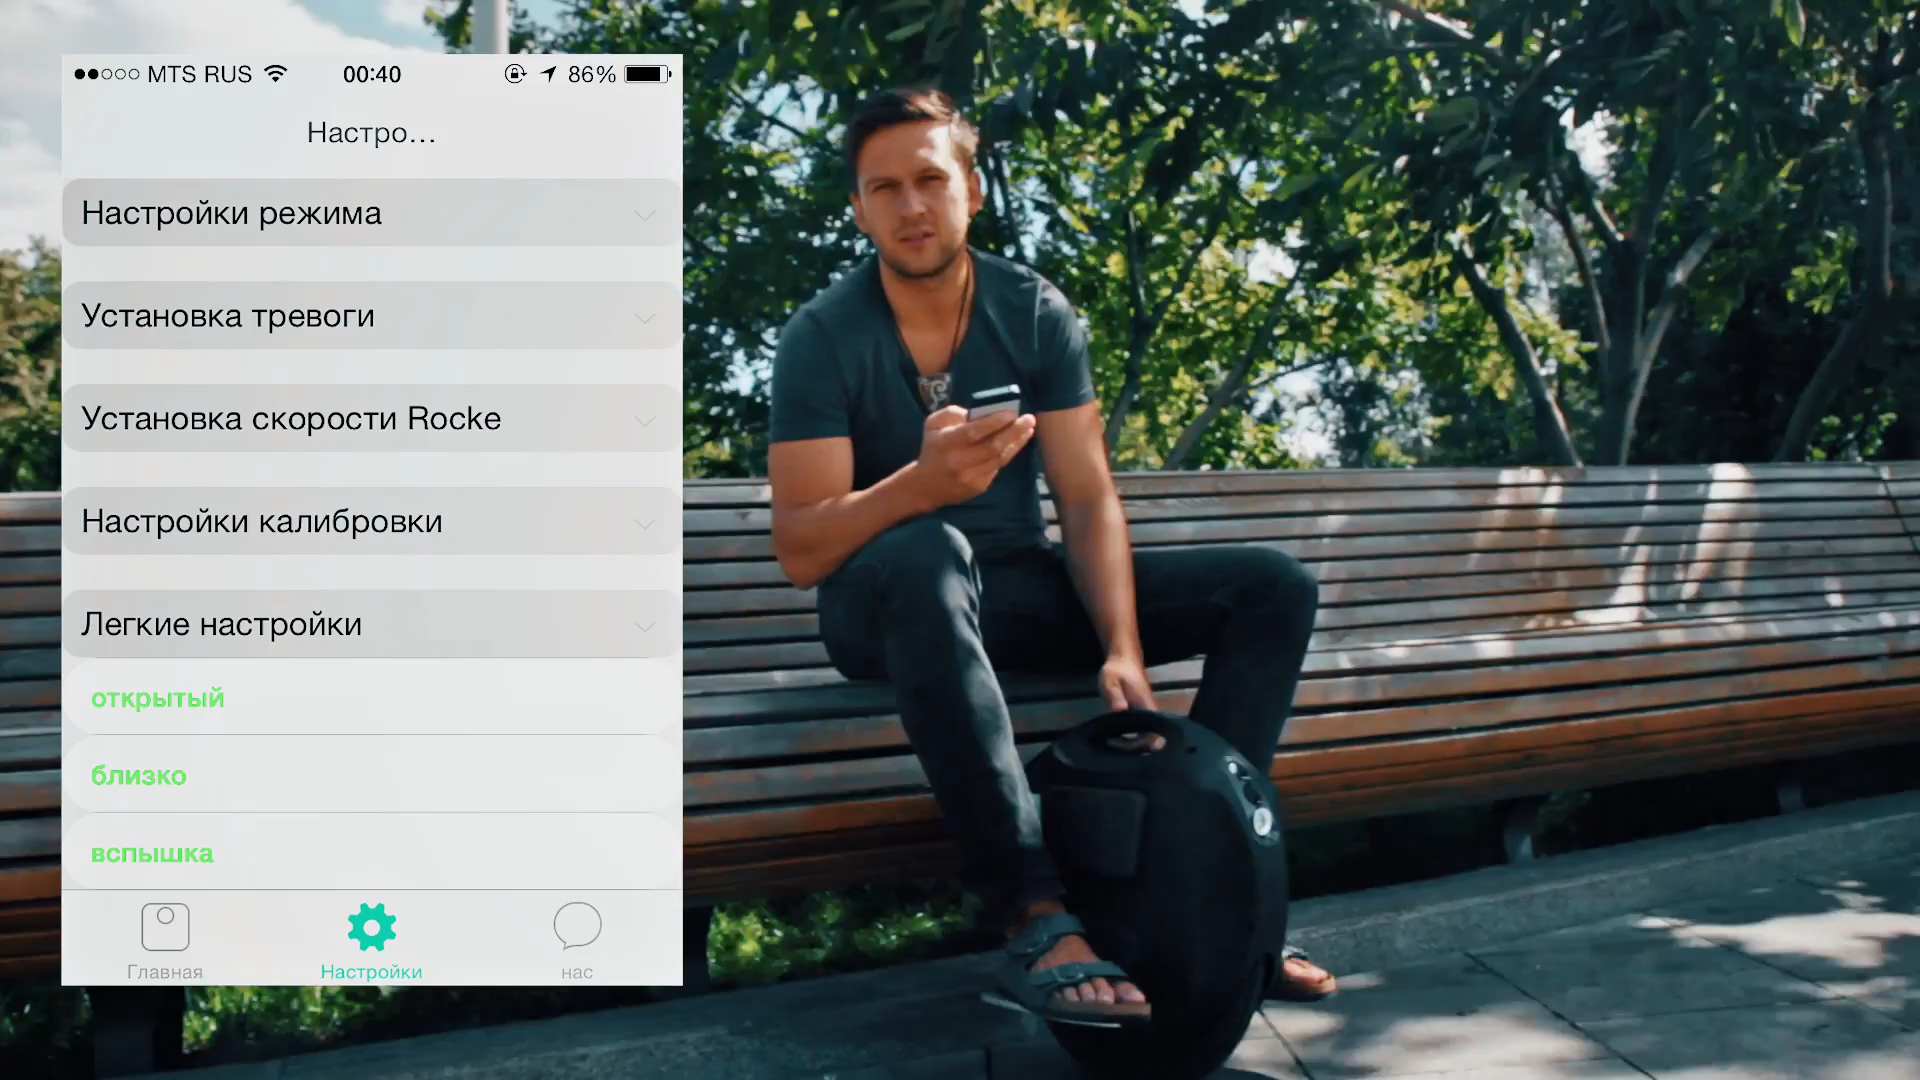 MTS RUS 00:40 86%
Настро...
Настройки режима
Установка тревоги
Установка скорости Rocke
Настройки калибровки
Легкие настройки
открытый
близко
вспышка
Главная Настройки нас